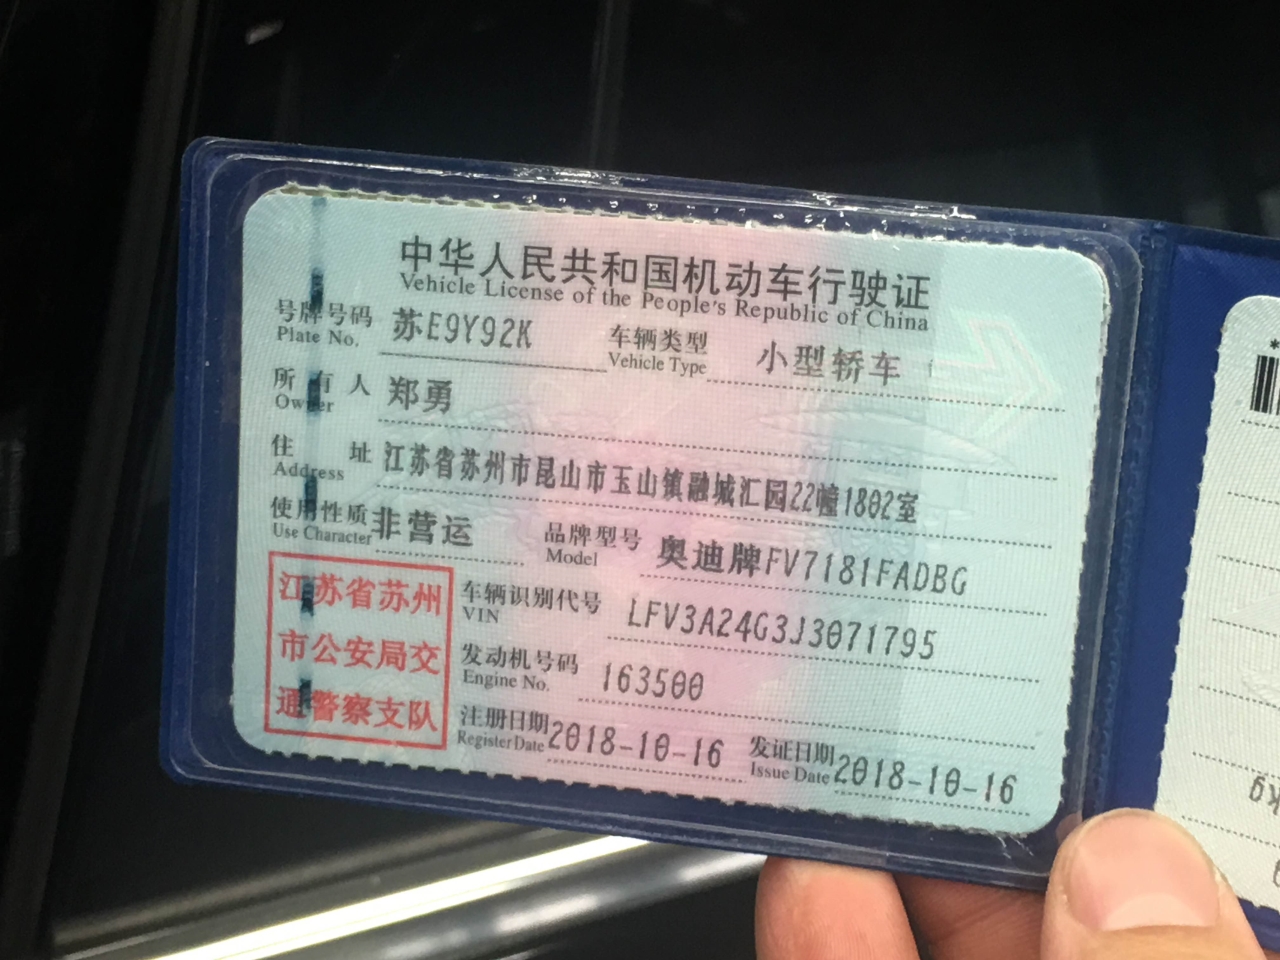 中华人民共和国机动车行驶证
Vehicle License of the People's Republic of China
号牌号码 苏E9Y92K 车辆类型 小型轿车
Plate No. Vehicle Type
所有人 郑勇
Owner
住址 江苏省苏州市昆山市玉山镇融城汇园22幢1802室
Address
使用性质 非营运 品牌型号 奥迪牌FV7181FADBG
Use Character Model
江苏省苏州
市公安局交
通警察支队
车辆识别代号 LFV3A24G3J3071795
VIN
发动机号码 163500
Engine No.
注册日期 2018-10-16 发证日期 2018-10-16
Register Date Issue Date